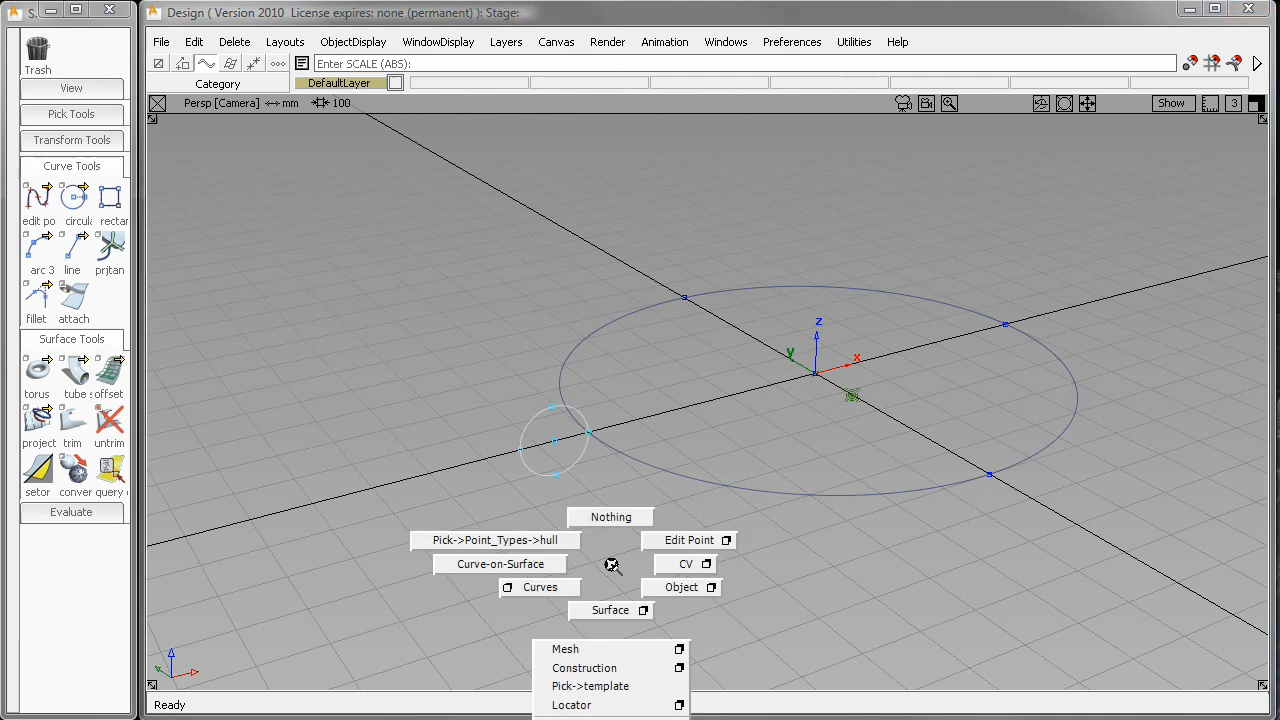 S...
Design ( Version 2010 License expires: none (permanent) ): Stage:
File Edit Delete Layouts ObjectDisplay WindowDisplay Layers Canvas Render Animation Windows Preferences Utilities Help
Enter SCALE (ABS):
Category DefaultLayer
Persp [Camera] mm 100 Show 3
Trash
View
Pick Tools
Transform Tools
Curve Tools
edit po circula rectar
arc 3 line prjtan
fillet attach
Surface Tools
torus tube s offset
project trim untrim
setor conver query
Evaluate
z
y
x
Nothing
Pick->Point_Types->hull Edit Point
Curve-on-Surface CV
Curves Object
Surface
Mesh
Construction
Pick->template
Locator
Ready